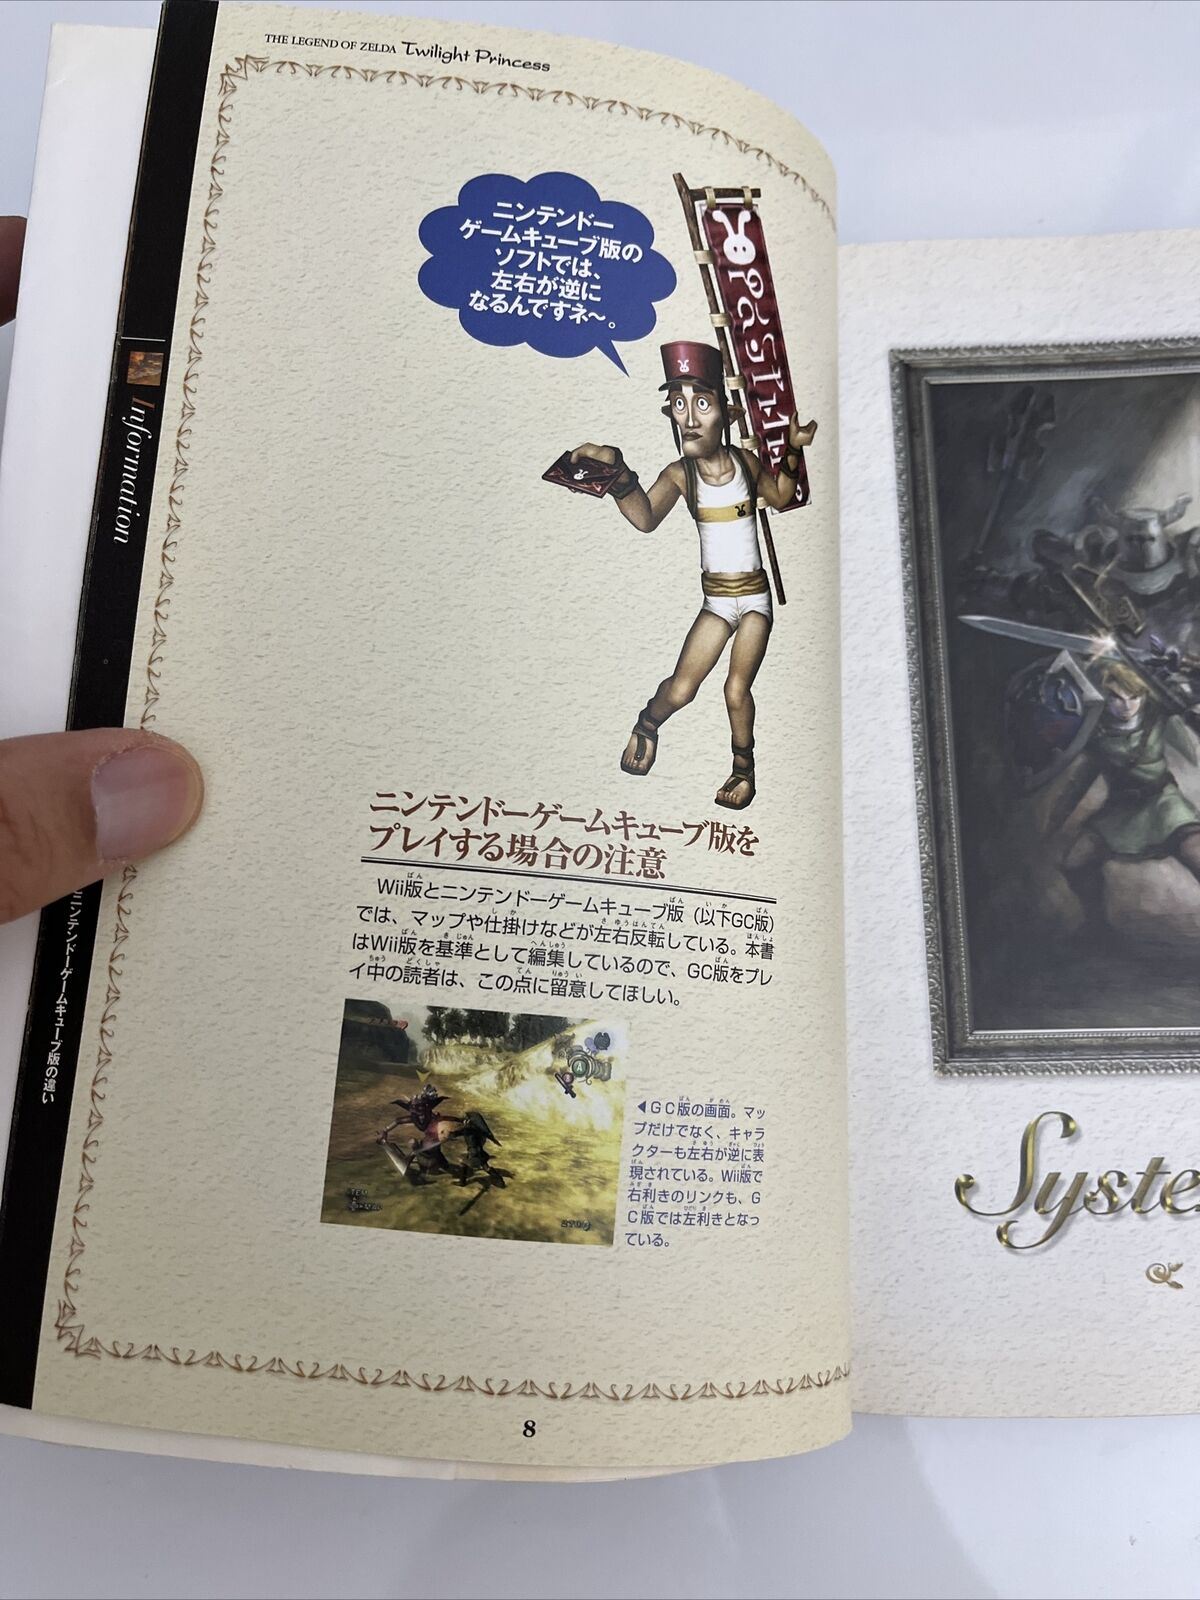 THE LEGEND OF ZELDA Twilight Princess
ニンテンドー
ゲームキューブ版の
ソフトでは、
左右が逆に
なるんですネ〜。
Information
ニンテンドーゲームキューブ版の違い
ニンテンドーゲームキューブ版を
プレイする場合の注意
Wii版とニンテンドーゲームキューブ版（以下GC版）
では、マップや仕掛けなどが左右反転している。本書
はWii版を基準として編集しているので、GC版をプレ
イ中の読者は、この点に留意してほしい。
◀GC版の画面。マッ
プだけでなく、キャラ
クターも左右が逆に表
現されている。Wii版で
右利きのリンクも、G
C版では左利きとなっ
ている。
8
Syste